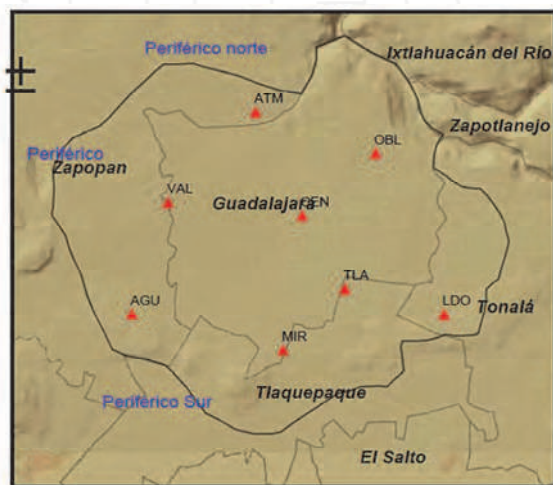 Periférico norte
Ixtlahuacán del Río
ATM
Zapotlanejo
OBL
Periférico
Zapopan
VAL
Guadalajara
CEN
TLA
AGU
LDO
Tonalá
MIR
Tlaquepaque
Periférico Sur
El Salto